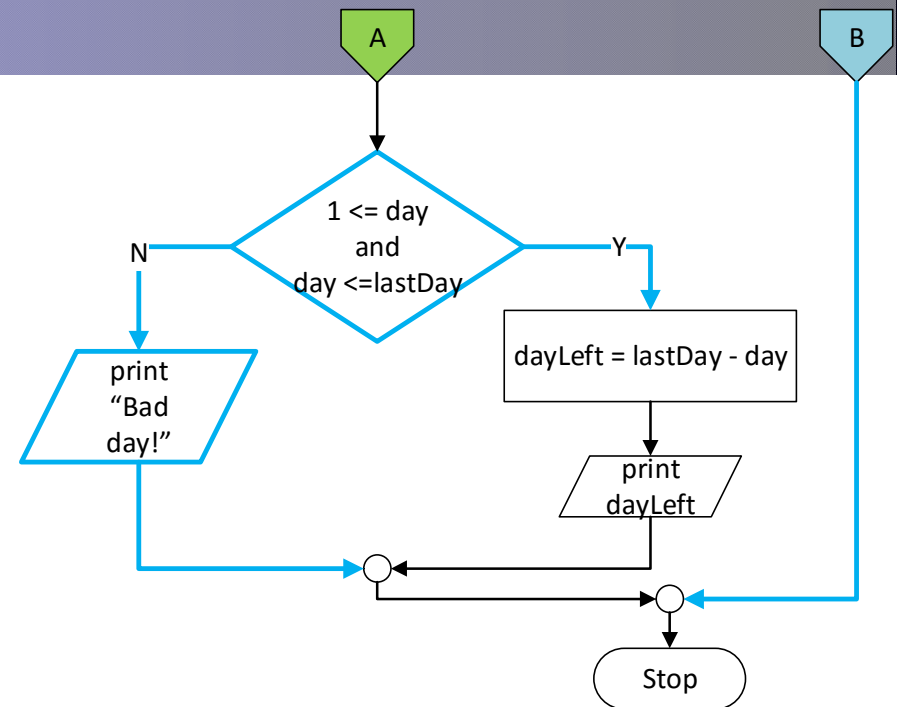 A
B
1 <= day
and
day <=lastDay
N
Y
print
“Bad
day!”
dayLeft = lastDay - day
print
dayLeft
Stop